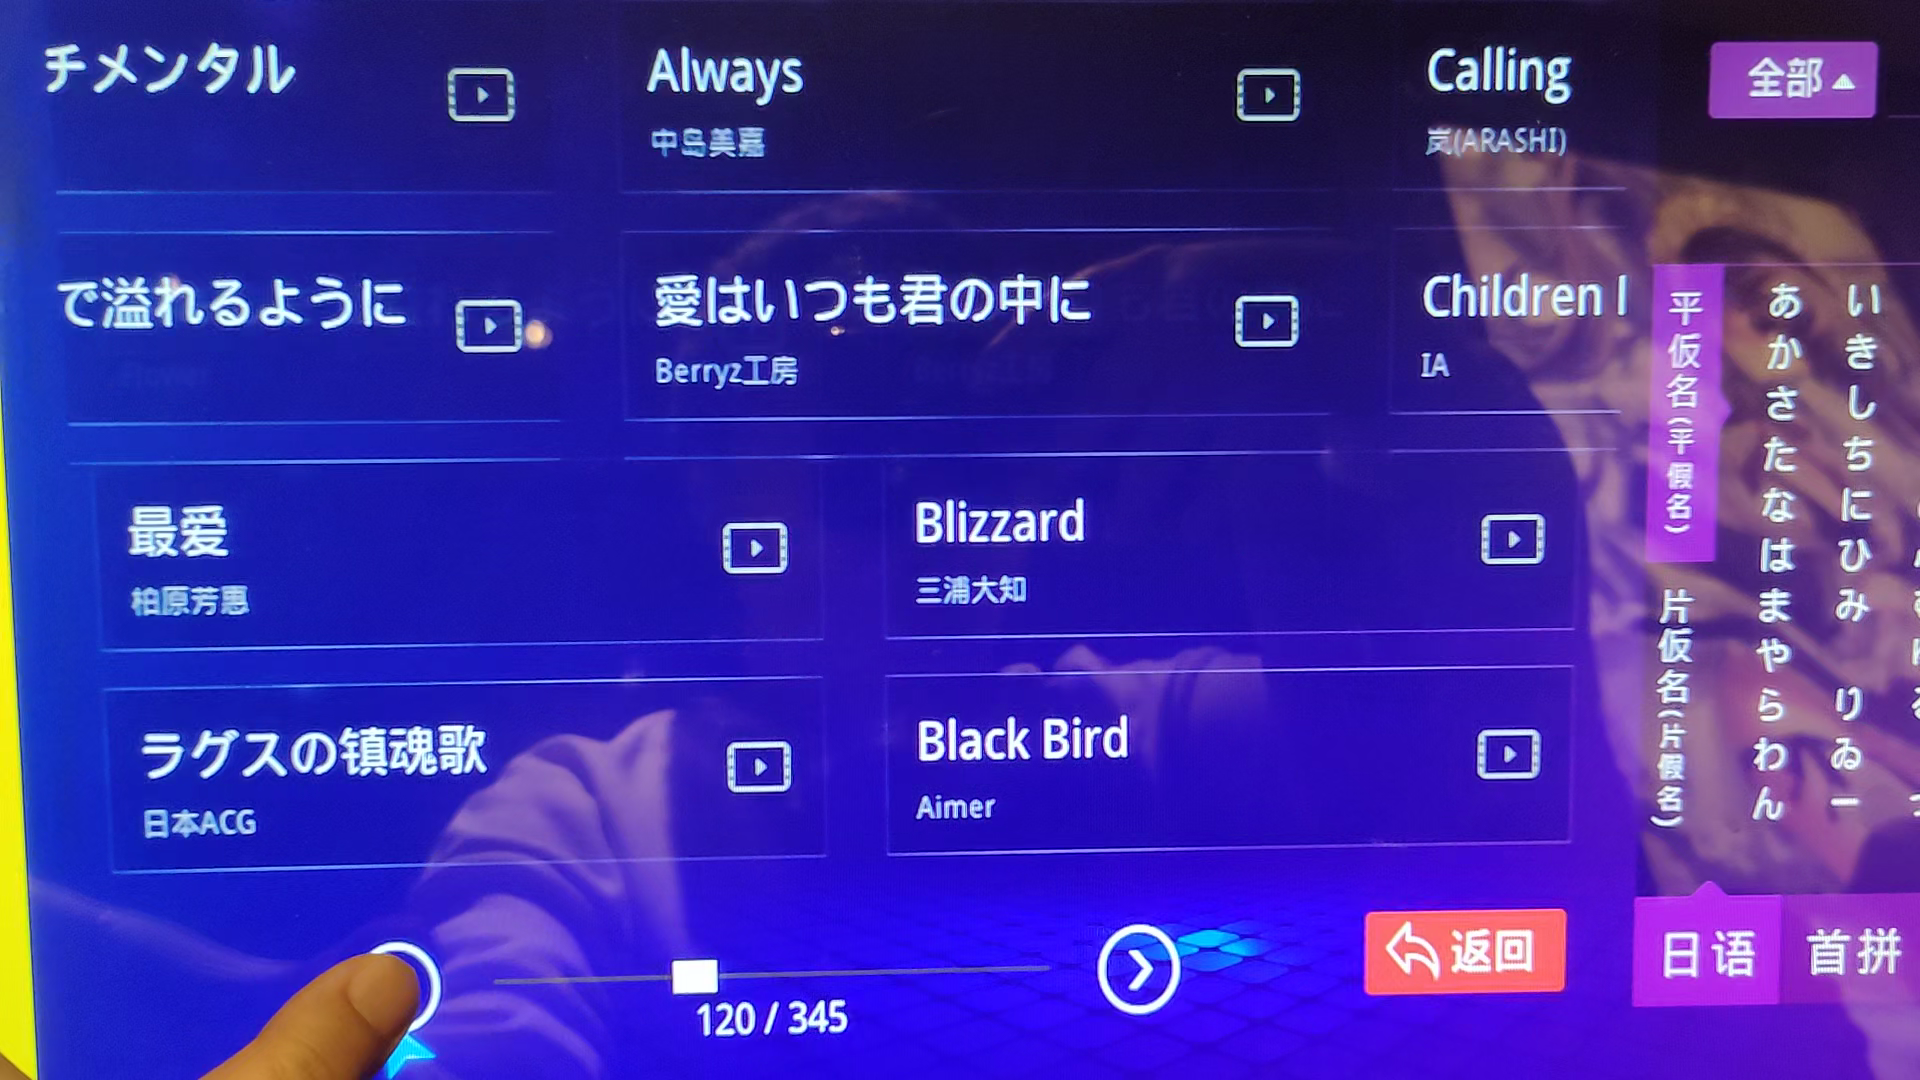 チメンタル
Always
中岛美嘉
Calling
岚(ARASHI)
全部
で溢れるように
愛はいつも君の中に
Berryz工房
Children I
IA
最爱
柏原芳恵
Blizzard
三浦大知
ラグスの镇魂歌
日本ACG
Black Bird
Aimer
平仮名(平假名)
片仮名(片假名)
あ い
か き
さ し
た ち
な に
は ひ
ま み
や
ら り
わ ゐ
ん ー
120 / 345
返回
日语
首拼